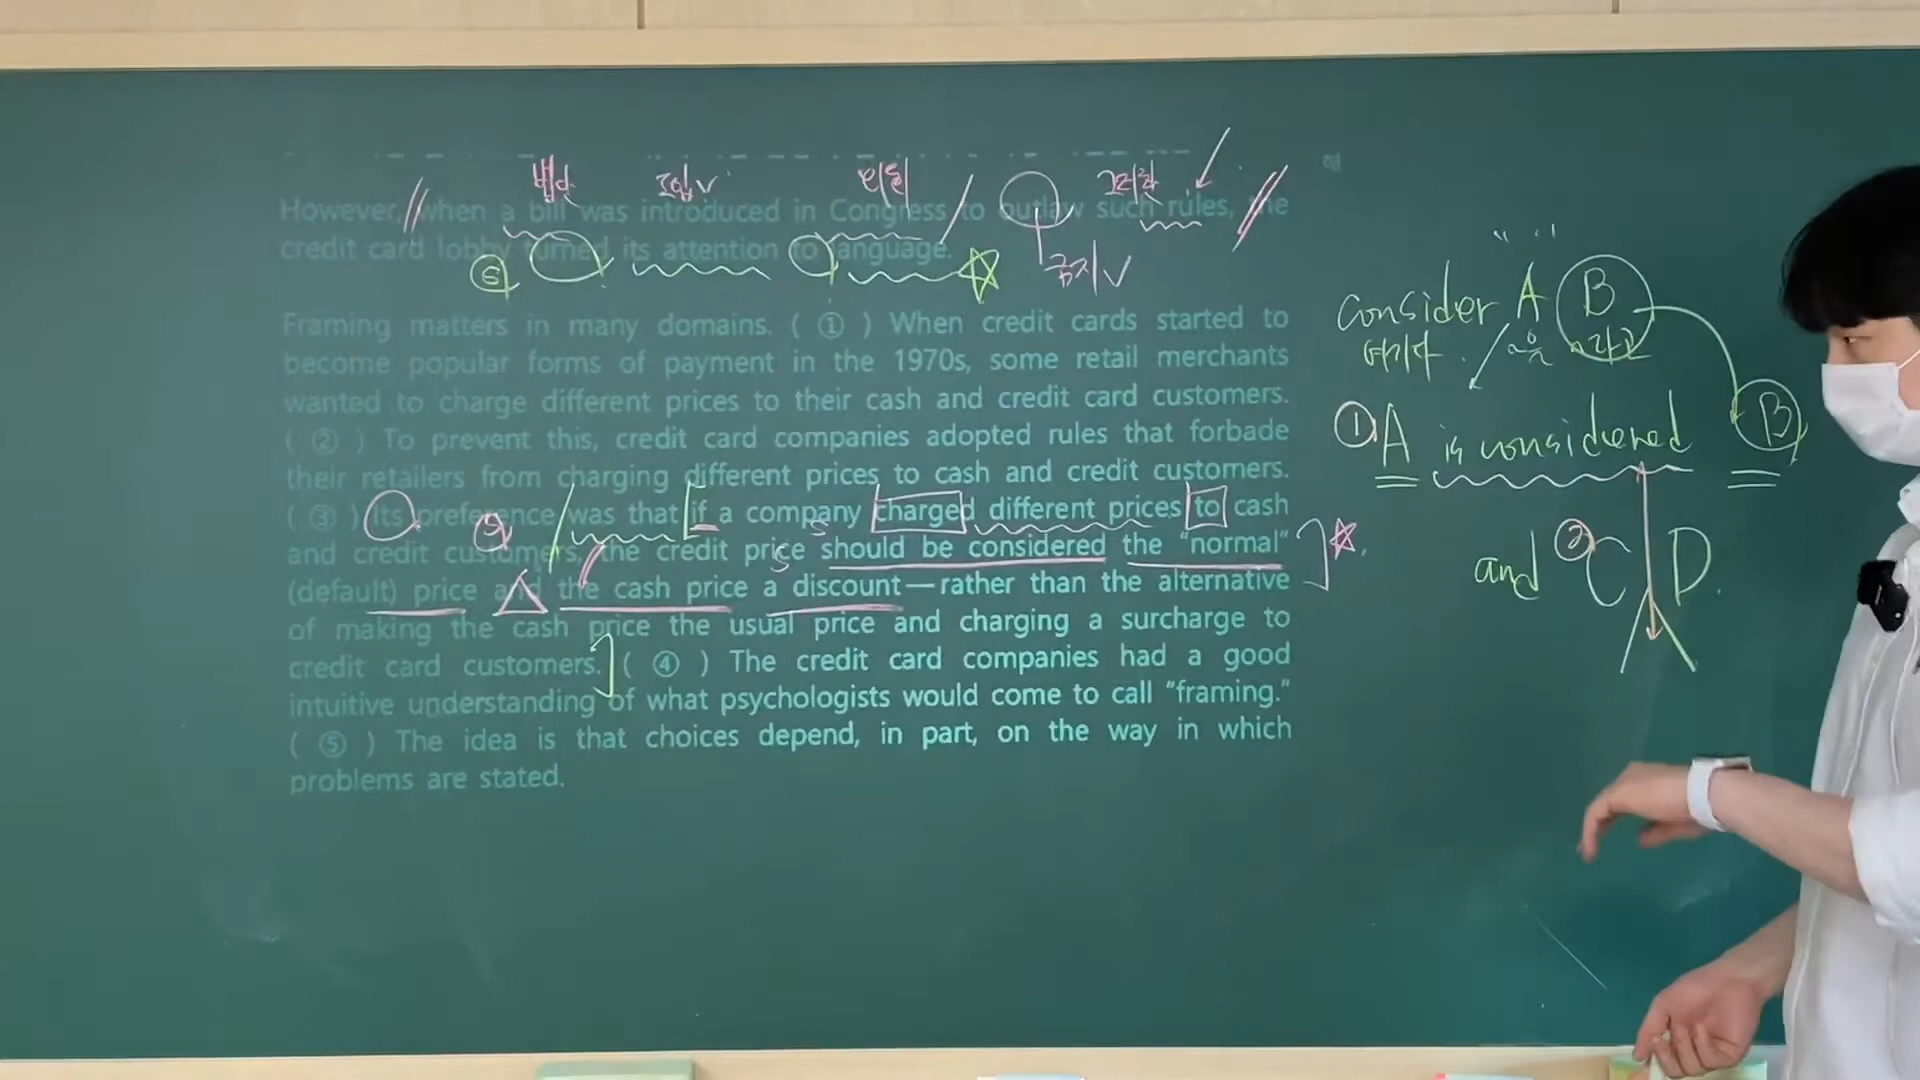 법안 도입V 의회 규칙
However, when a bill was introduced in Congress to outlaw such rules, the
credit card lobby turned its attention to language.
S 금지V
Framing matters in many domains. ( ① ) When credit cards started to
become popular forms of payment in the 1970s, some retail merchants
wanted to charge different prices to their cash and credit card customers.
( ② ) To prevent this, credit card companies adopted rules that forbade
their retailers from charging different prices to cash and credit customers.
( ③ ) Its preference was that if a company charged different prices to cash
and credit customers, the credit price should be considered the "normal"
(default) price and the cash price a discount—rather than the alternative
of making the cash price the usual price and charging a surcharge to
credit card customers. ( ④ ) The credit card companies had a good
intuitive understanding of what psychologists would come to call "framing."
( ⑤ ) The idea is that choices depend, in part, on the way in which
problems are stated.
consider A B
여기다
① A is considered B
and ② C D